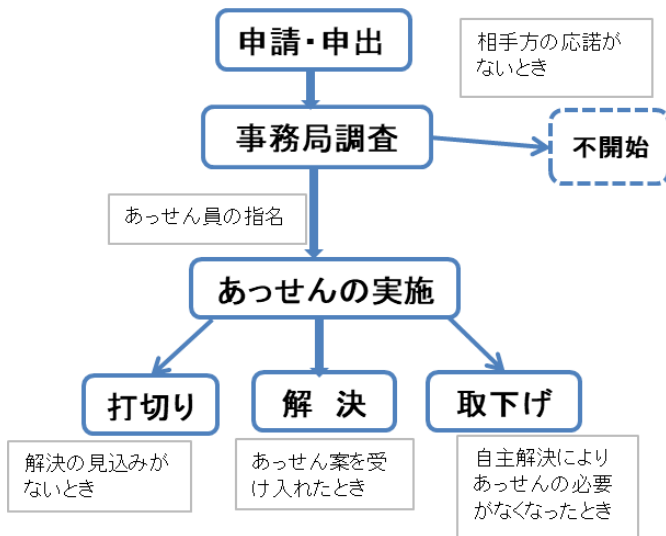 申請・申出
相手方の応諾が
ないとき
事務局調査
不開始
あっせん員の指名
あっせんの実施
打切り
解　決
取下げ
解決の見込みが
ないとき
あっせん案を受
け入れたとき
自主解決により
あっせんの必要
がなくなったとき